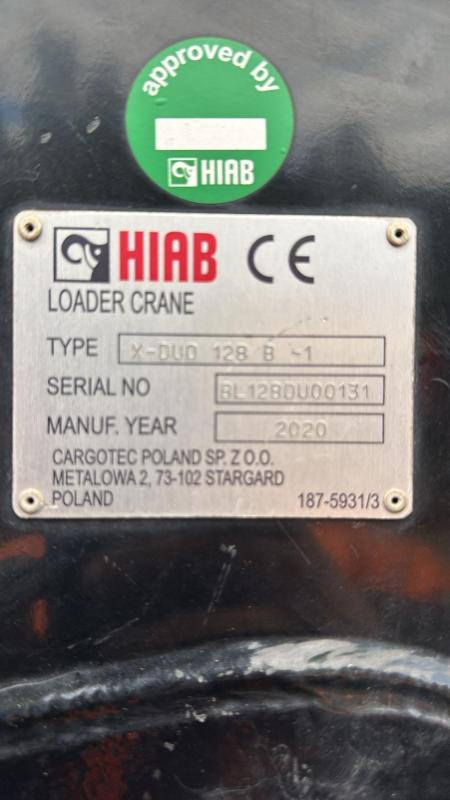 approved by
HIAB
HIAB CE
LOADER CRANE
TYPE X-DUO 128 B -1
SERIAL NO BL128DU00131
MANUF. YEAR 2020
CARGOTEC POLAND SP. Z O.O.
METALOWA 2, 73-102 STARGARD
POLAND 187-5931/3